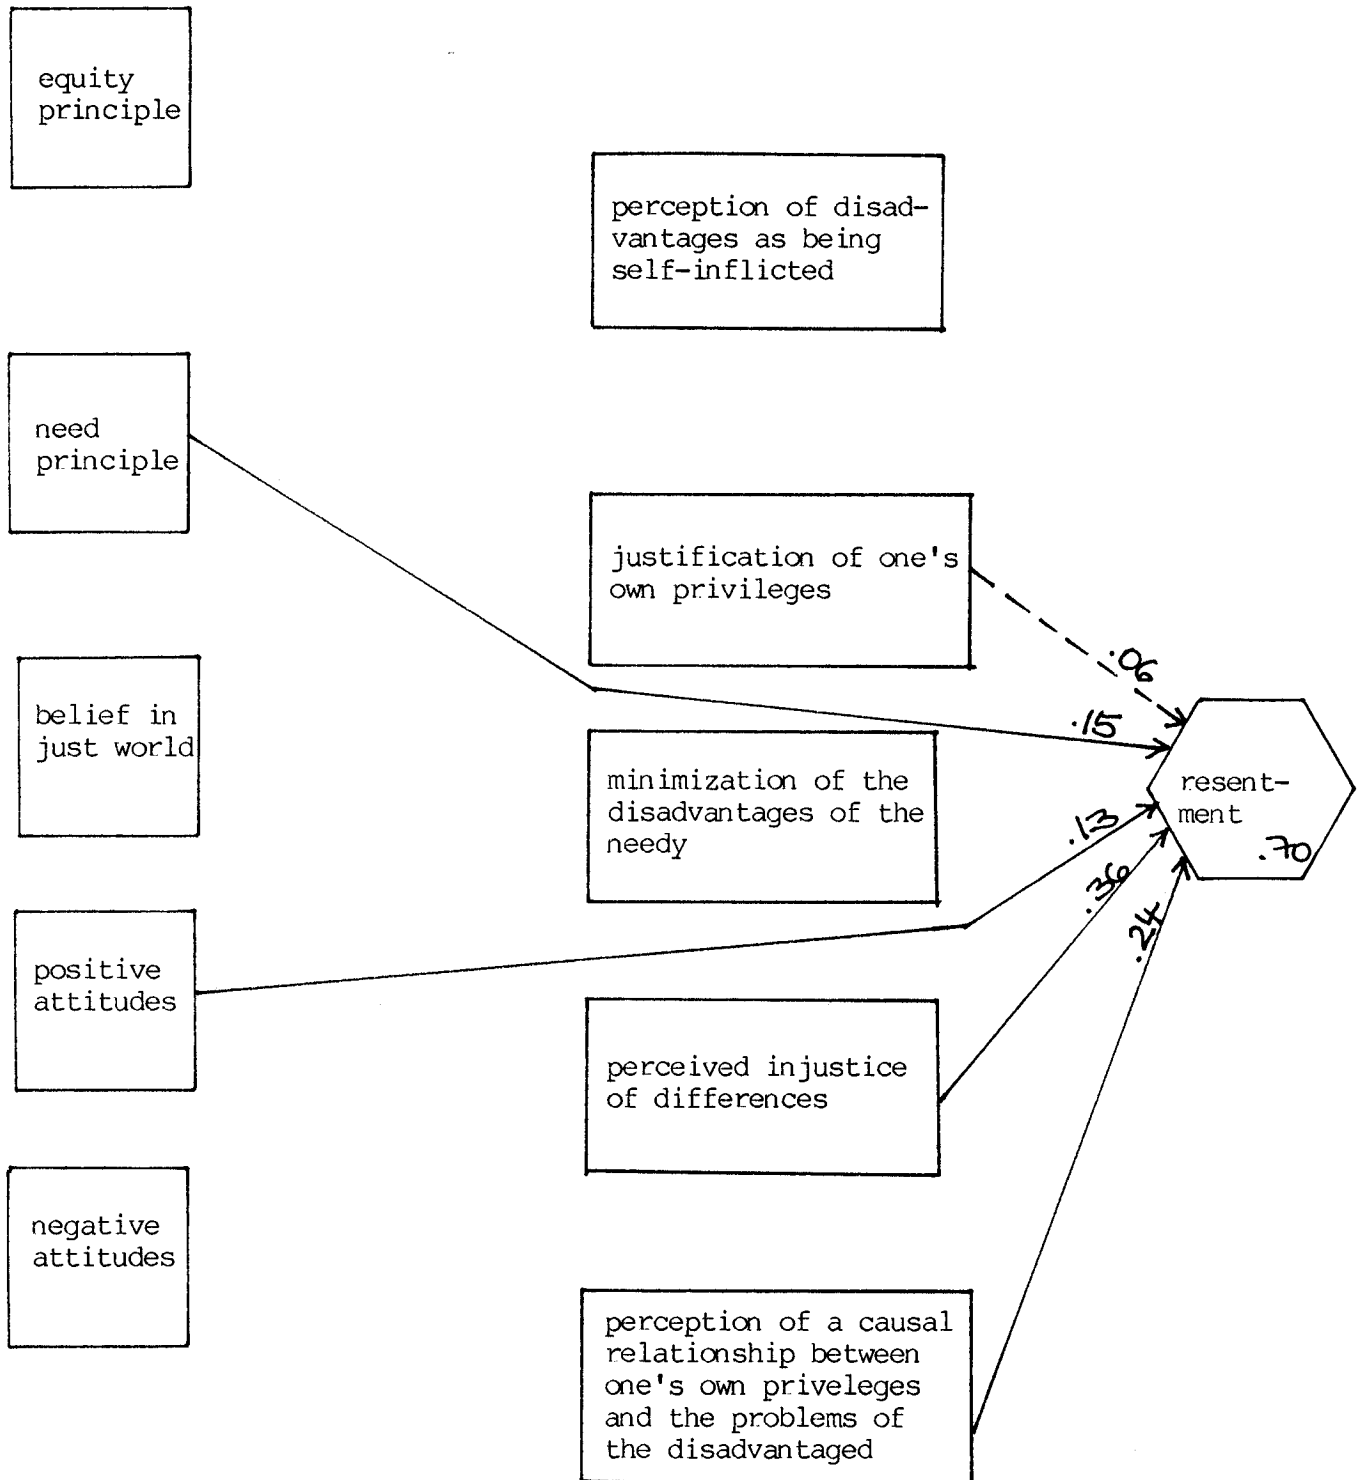 equity
principle
perception of disad-
vantages as being
self-inflicted
need
principle
justification of one's
own privileges
.06
.15
belief in
just world
minimization of the
disadvantages of the
needy
resent-
ment
.70
.13
.36
.24
positive
attitudes
perceived injustice
of differences
negative
attitudes
perception of a causal
relationship between
one's own priveleges
and the problems of
the disadvantaged